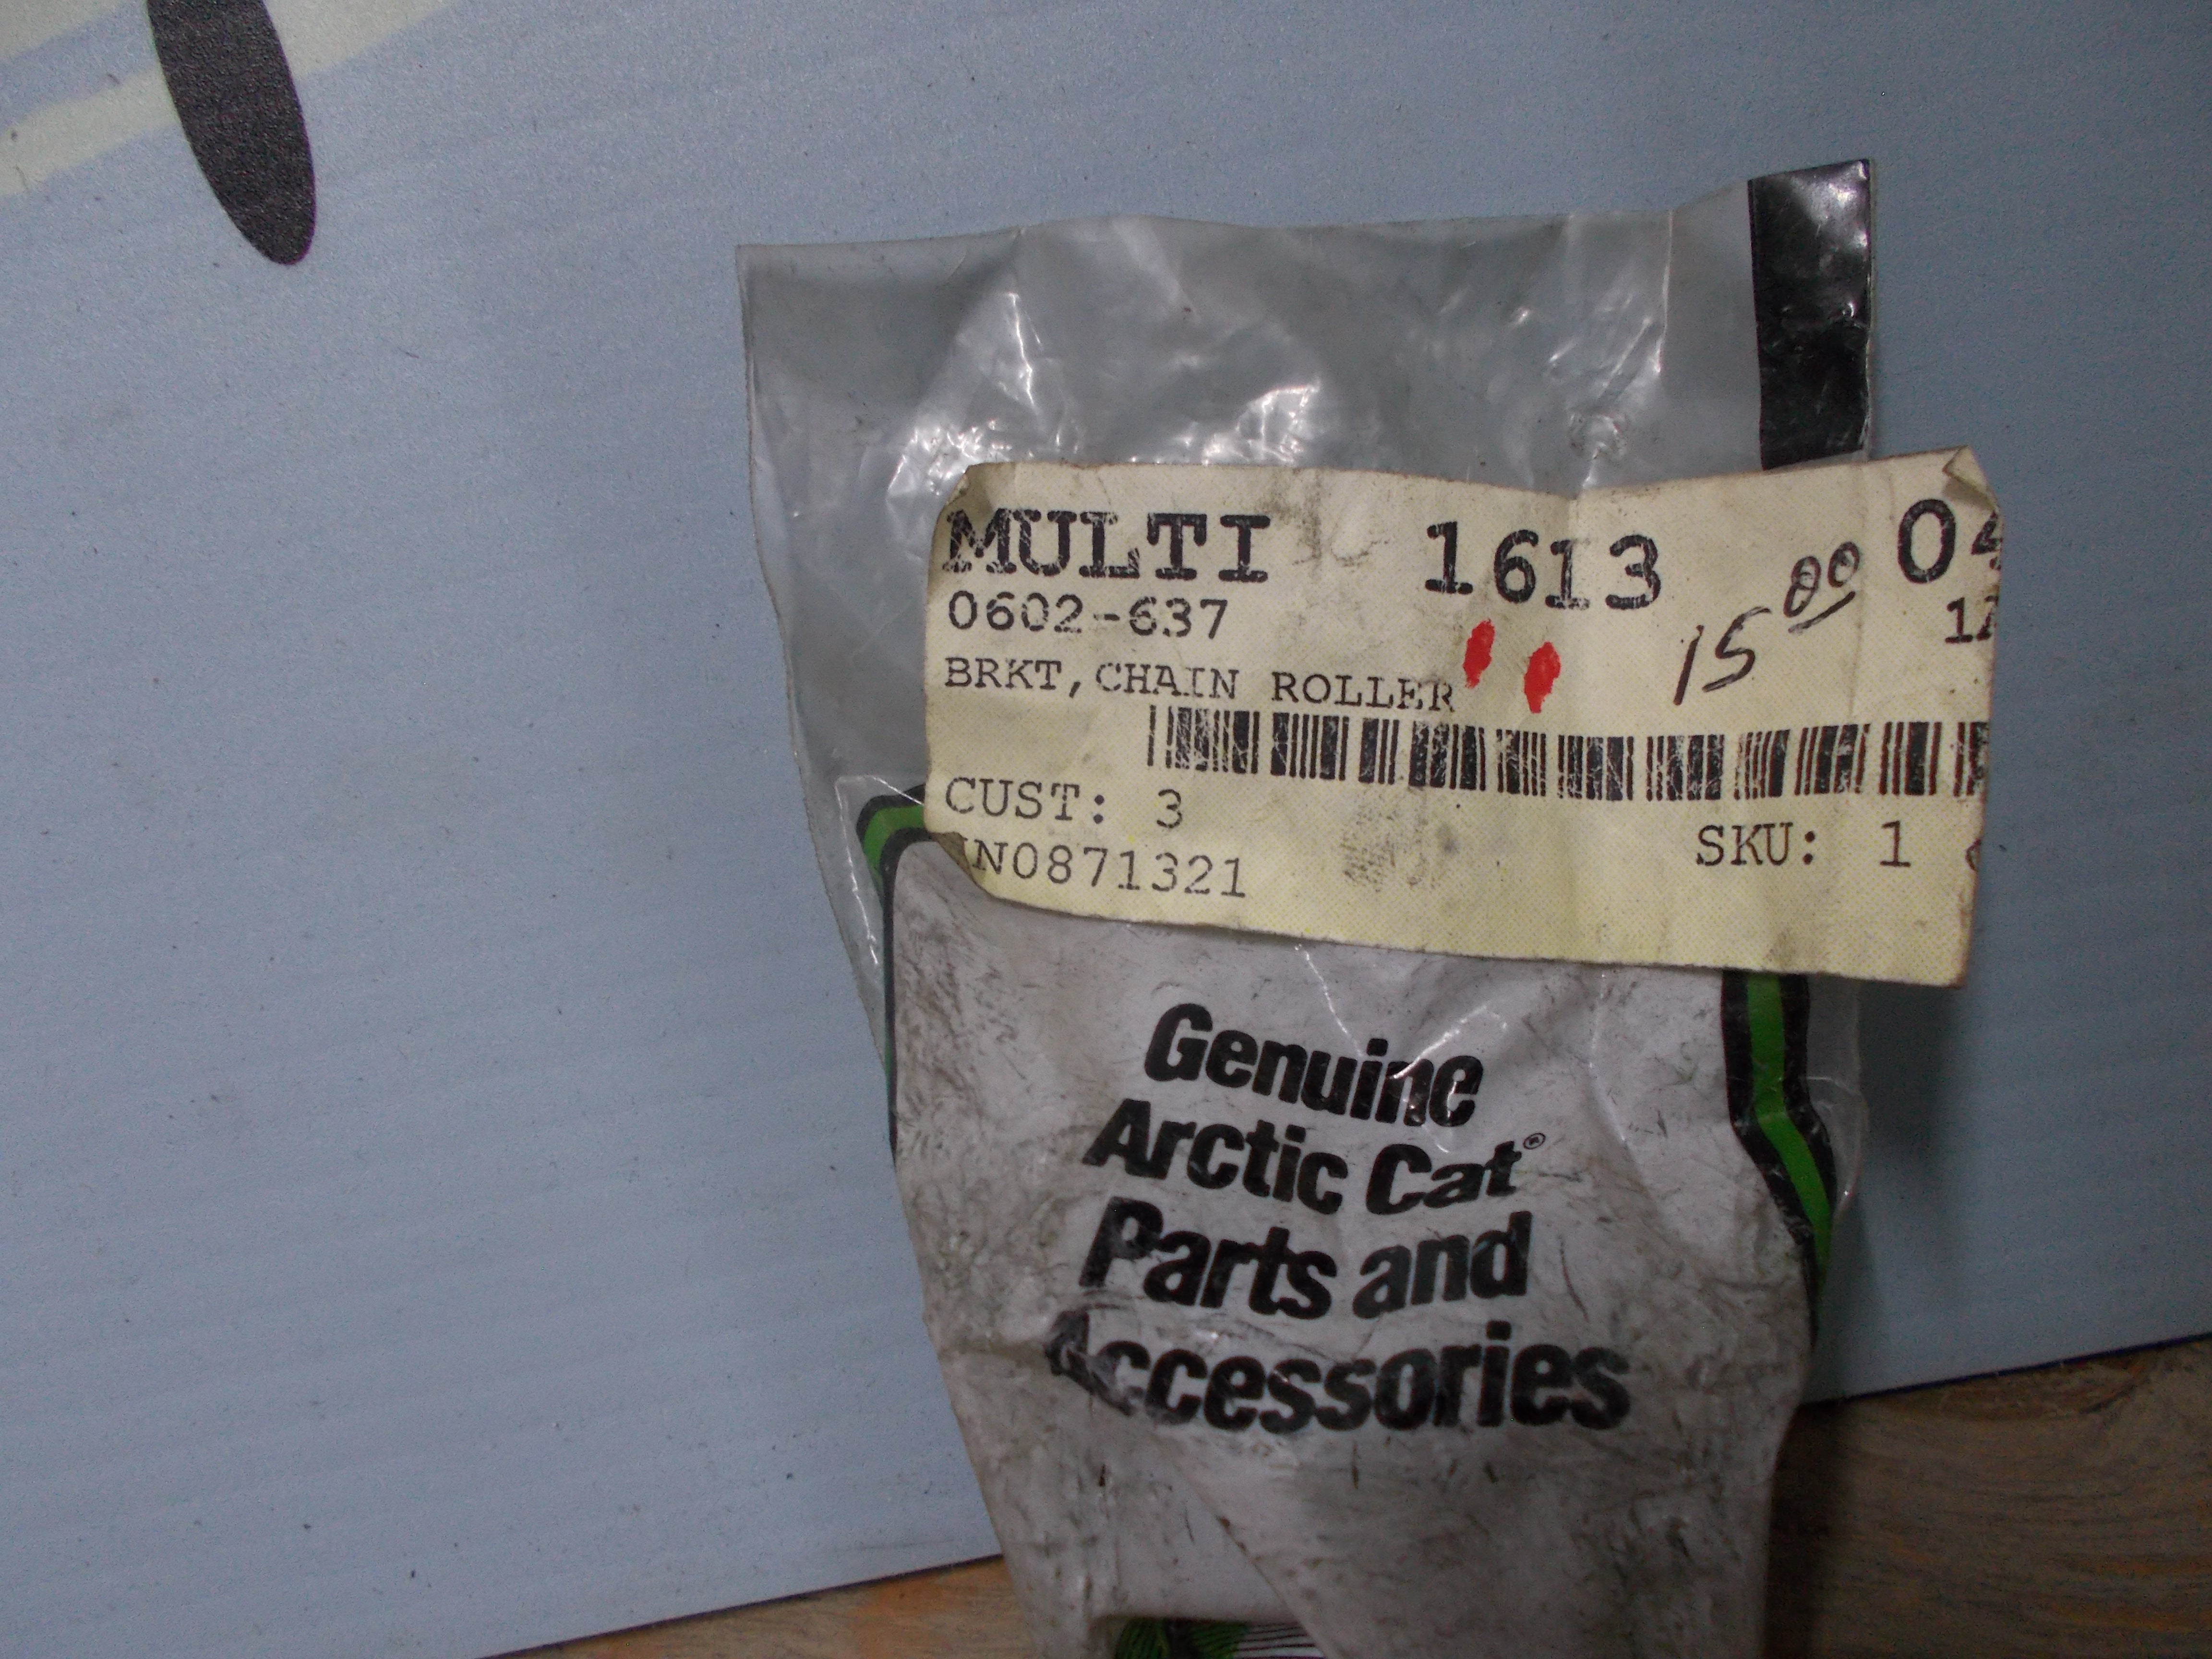 MULTI 1613 04
0602-637 15 00
BRKT,CHAIN ROLLER
CUST: 3 SKU: 1
IN0871321
Genuine
Arctic Cat®
Parts and
Accessories